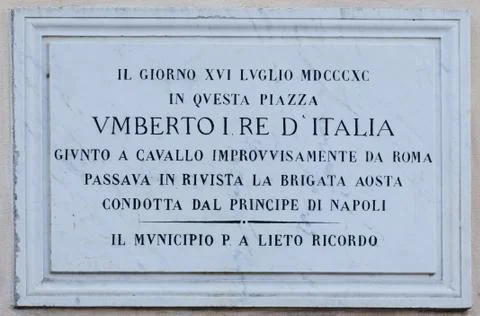 IL GIORNO XVI LVGLIO MDCCCXC
IN QVESTA PIAZZA
VMBERTO I. RE D'ITALIA
GIVNTO A CAVALLO IMPROVVISAMENTE DA ROMA
PASSAVA IN RIVISTA LA BRIGATA AOSTA
CONDOTTA DAL PRINCIPE DI NAPOLI
IL MVNICIPIO P. A LIETO RICORDO